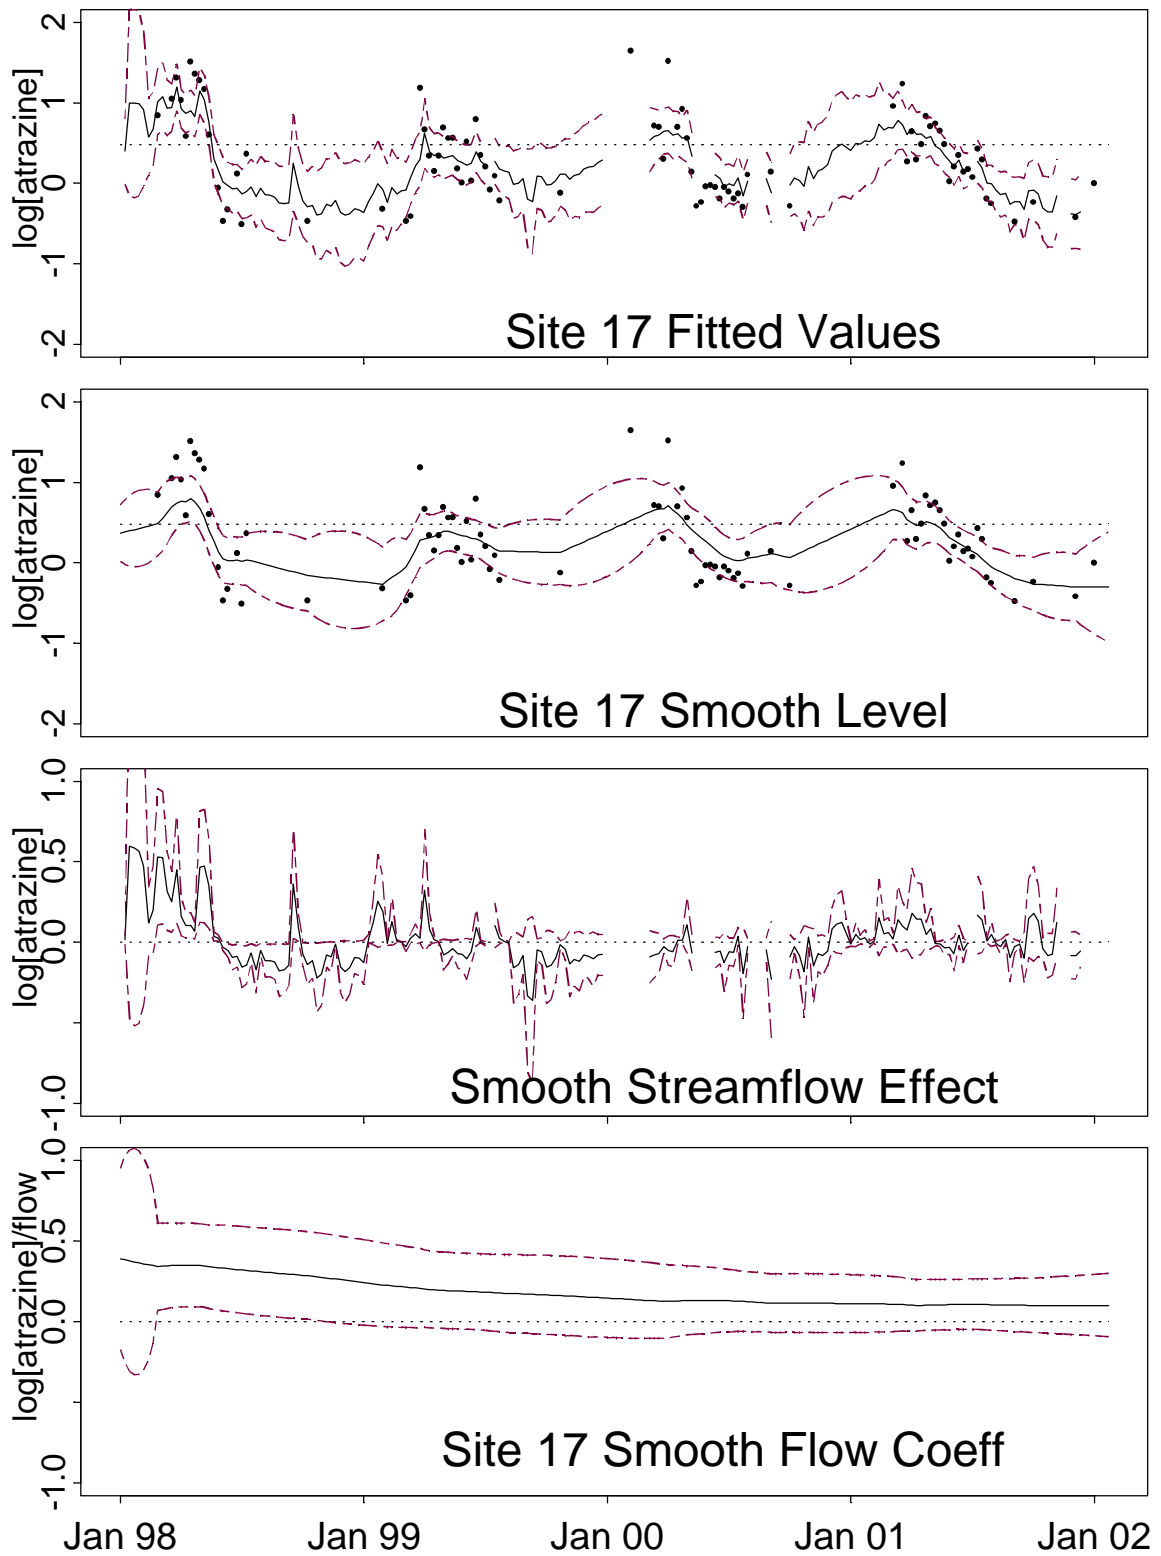 2
1
0
-1
-2
log[atrazine]
Site 17 Fitted Values
2
1
0
-1
-2
log[atrazine]
Site 17 Smooth Level
1.0
0.5
0.0
-1.0
log[atrazine]
Smooth Streamflow Effect
1.0
0.5
0.0
-1.0
log[atrazine]/flow
Site 17 Smooth Flow Coeff
Jan 98 Jan 99 Jan 00 Jan 01 Jan 02